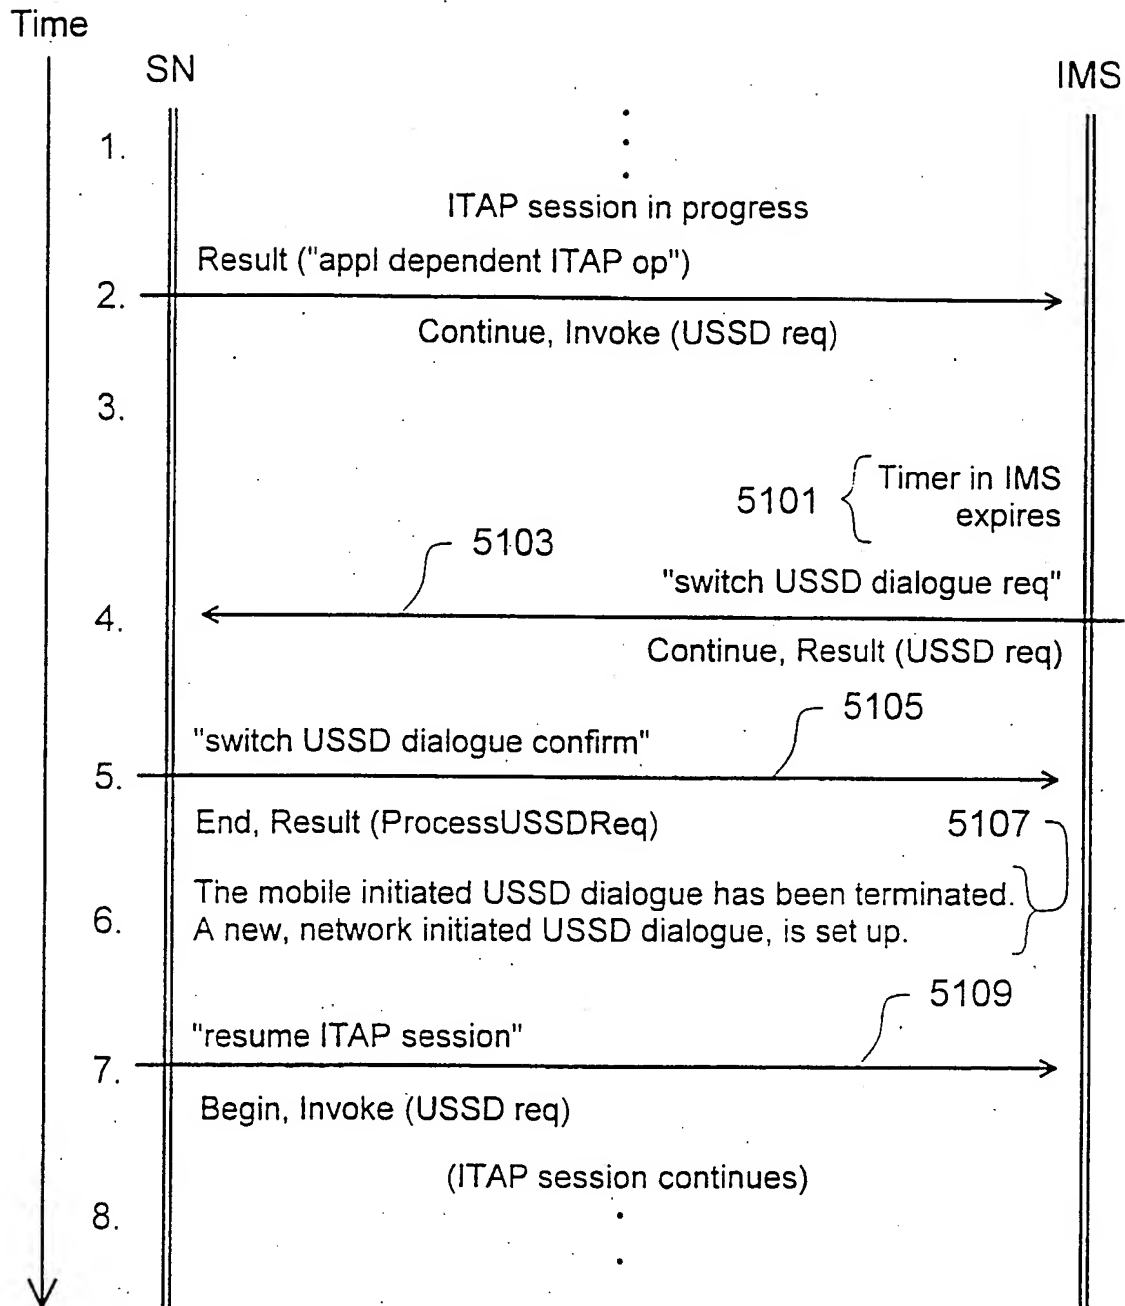 Time
SN
IMS
1.
ITAP session in progress
Result ("appl dependent ITAP op")
2.
Continue, Invoke (USSD req)
3.
5101
Timer in IMS
expires
5103
"switch USSD dialogue req"
4.
Continue, Result (USSD req)
5105
"switch USSD dialogue confirm"
5.
End, Result (ProcessUSSDReq)
5107
The mobile initiated USSD dialogue has been terminated.
6.
A new, network initiated USSD dialogue, is set up.
5109
"resume ITAP session"
7.
Begin, Invoke (USSD req)
(ITAP session continues)
8.